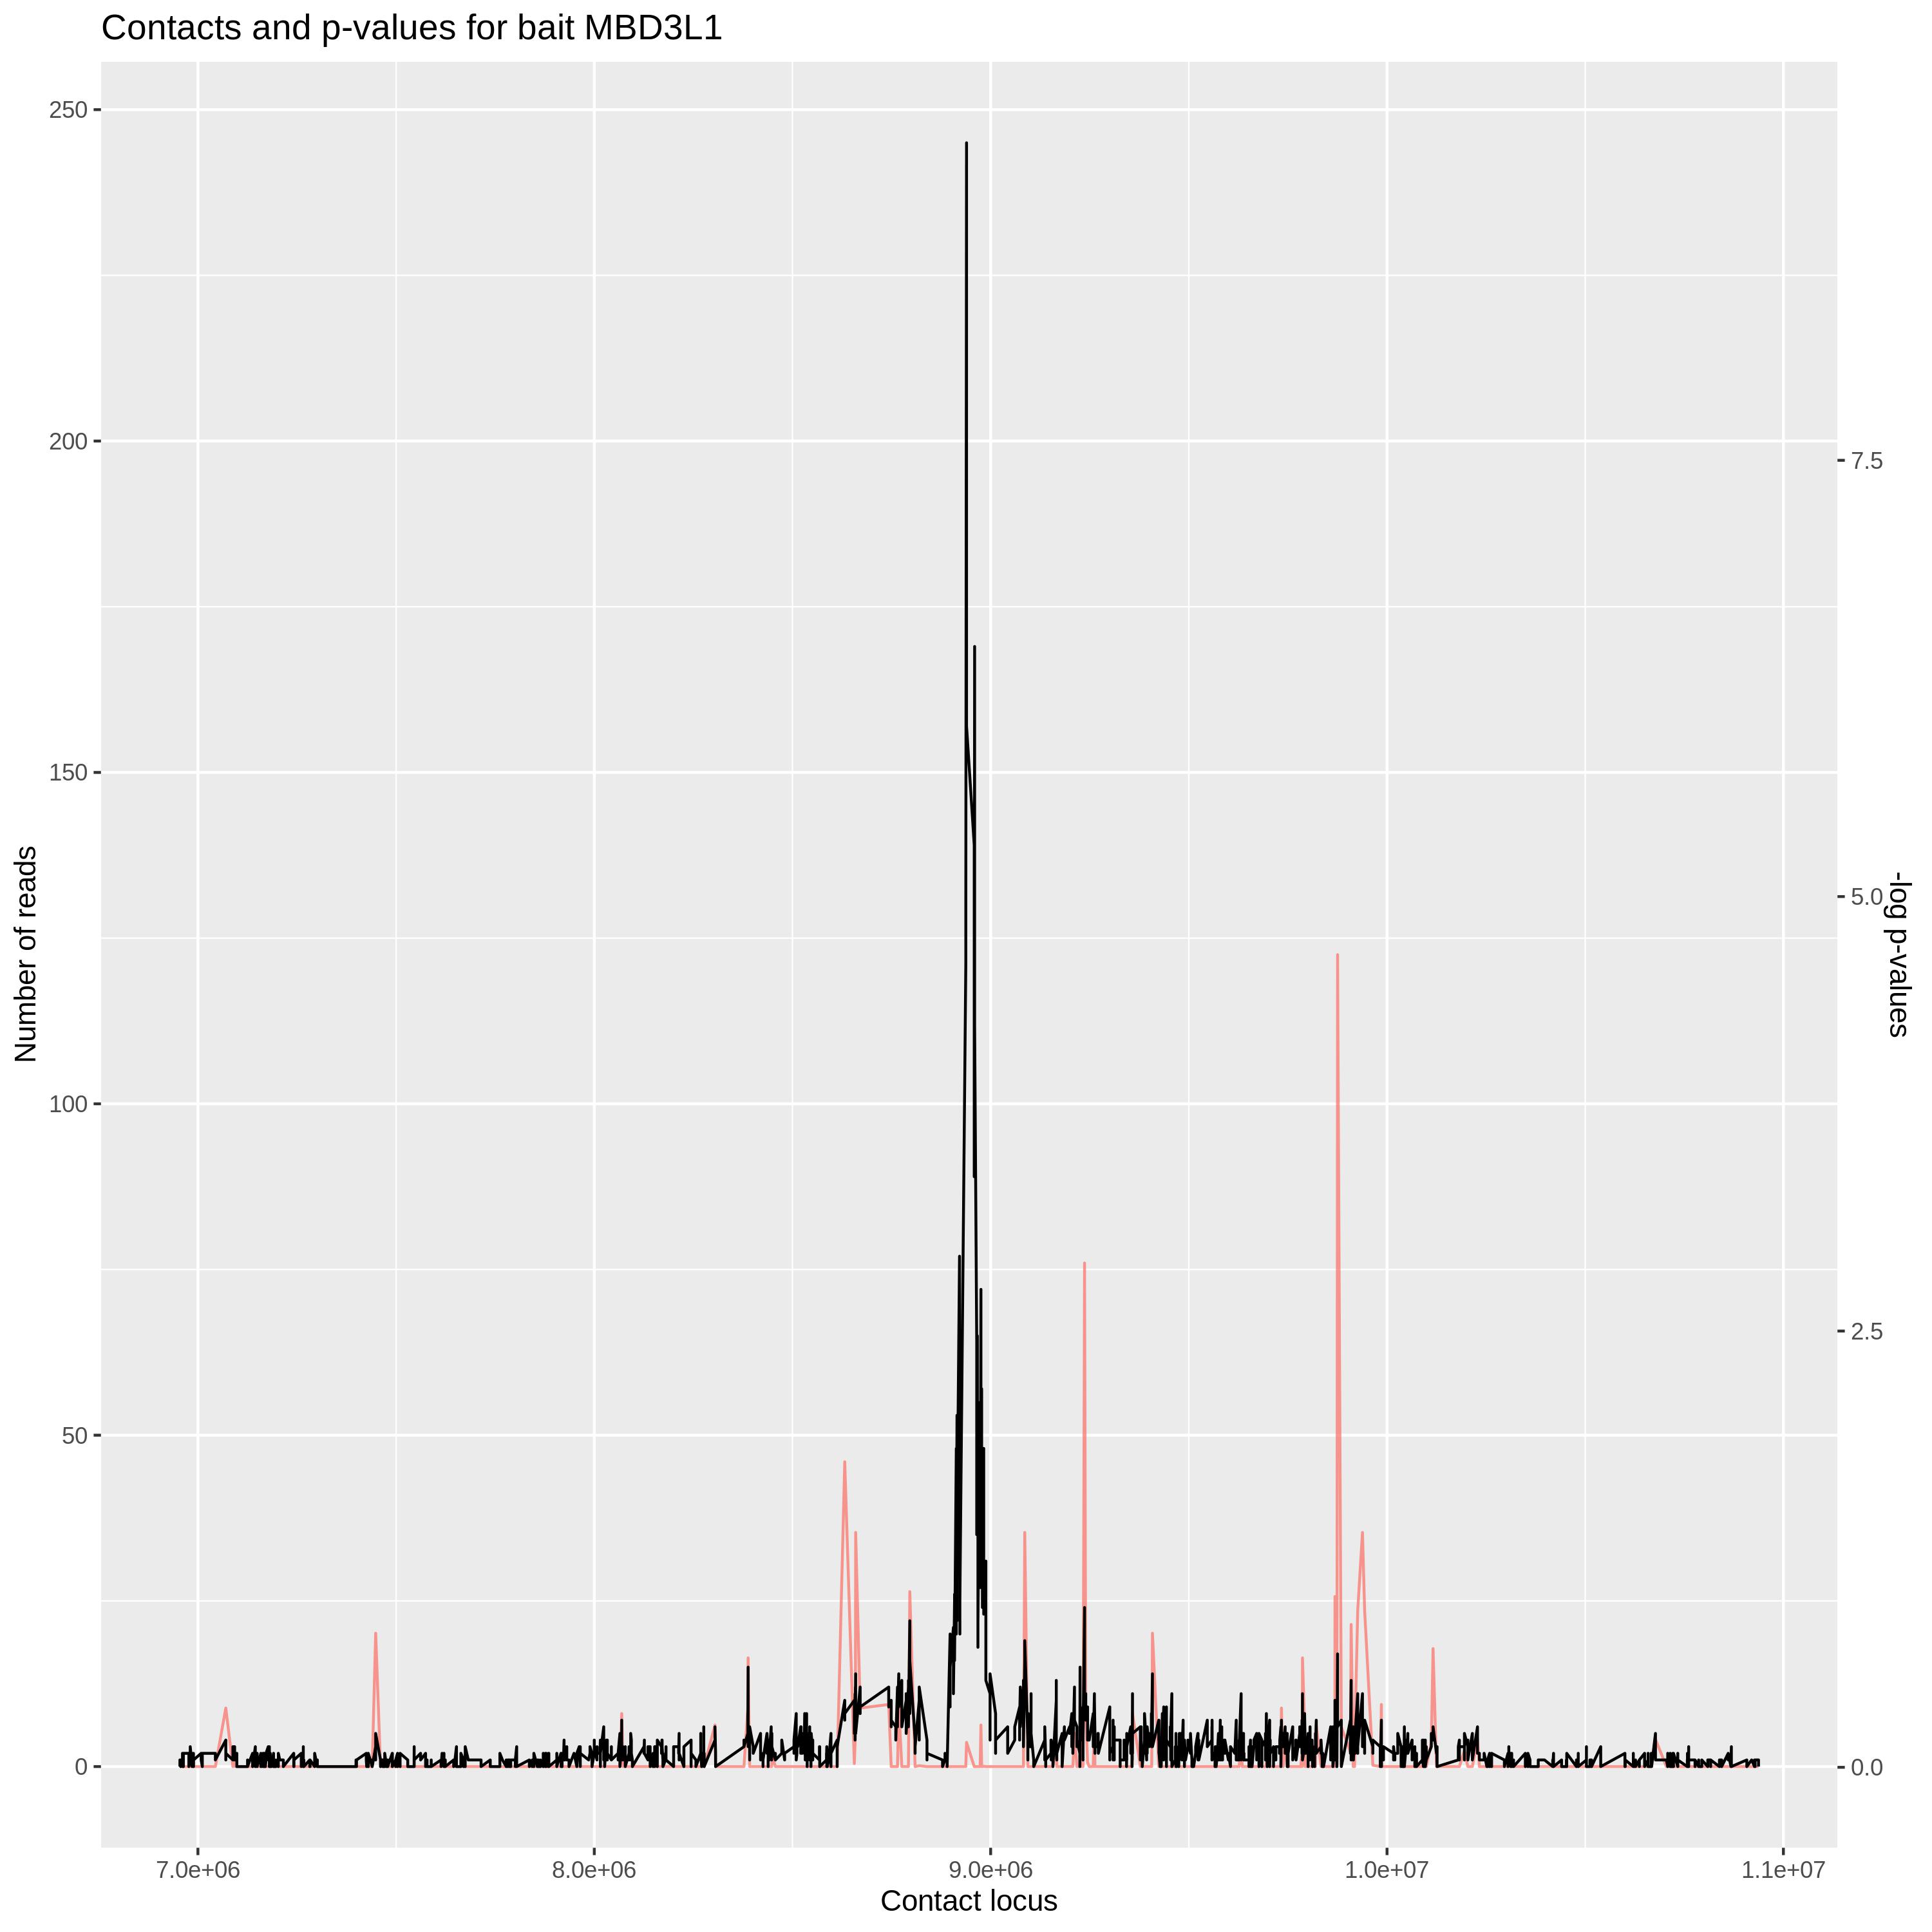 Contacts and p-values for bait MBD3L1
250
200
150
100
50
0
Number of reads
7.5
5.0
2.5
0.0
-log p-values
7.0e+06 8.0e+06 9.0e+06 1.0e+07 1.1e+07
Contact locus